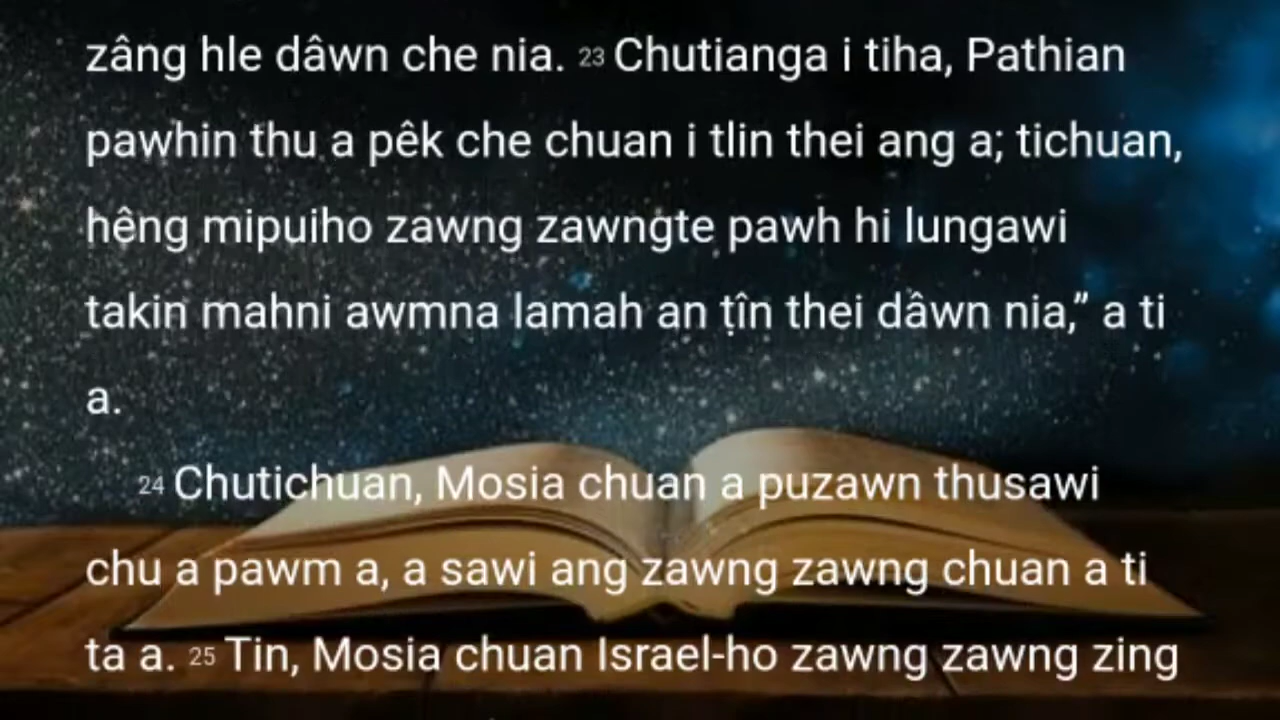 zâng hle dâwn che nia. 23 Chutianga i tiha, Pathian
pawhin thu a pêk che chuan i tlin thei ang a; tichuan,
hêng mipuiho zawng zawngte pawh hi lungawi
takin mahni awmna lamah an ṭîn thei dâwn nia,” a ti
a.
24 Chutichuan, Mosia chuan a puzawn thusawi
chu a pawm a, a sawi ang zawng zawng chuan a ti
ta a. 25 Tin, Mosia chuan Israel-ho zawng zawng zing